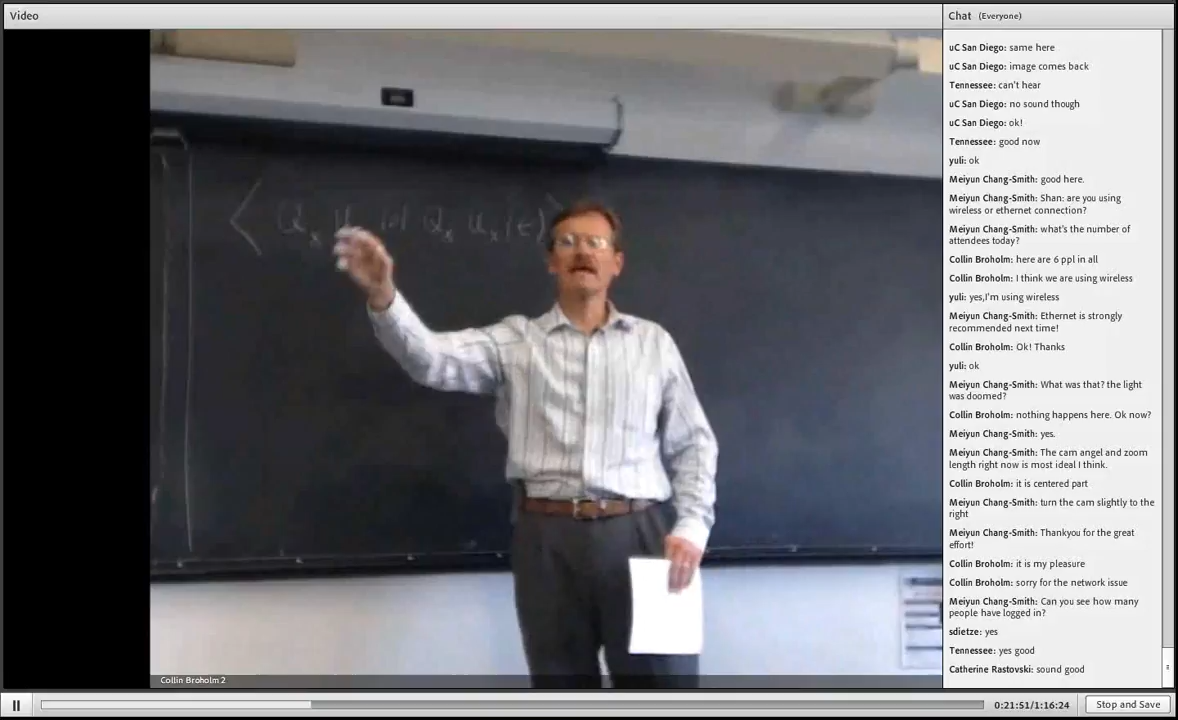 Video
Chat (Everyone)
uC San Diego: same here
uC San Diego: image comes back
Tennessee: can't hear
uC San Diego: no sound though
uC San Diego: ok!
Tennessee: good now
yuli: ok
Meiyun Chang-Smith: good here.
Meiyun Chang-Smith: Shan: are you using
wireless or ethernet connection?
Meiyun Chang-Smith: what's the number of
attendees today?
Collin Broholm: here are 6 ppl in all
Collin Broholm: I think we are using wireless
yuli: yes,I'm using wireless
Meiyun Chang-Smith: Ethernet is strongly
recommended next time!
Collin Broholm: Ok! Thanks
yuli: ok
Meiyun Chang-Smith: What was that? the light
was doomed?
Collin Broholm: nothing happens here. Ok now?
Meiyun Chang-Smith: yes.
Meiyun Chang-Smith: The cam angel and zoom
length right now is most ideal I think.
Collin Broholm: it is centered part
Meiyun Chang-Smith: turn the cam slightly to the
right
Meiyun Chang-Smith: Thankyou for the great
effort!
Collin Broholm: it is my pleasure
Collin Broholm: sorry for the network issue
Meiyun Chang-Smith: Can you see how many
people have logged in?
sdietze: yes
Tennessee: yes good
Catherine Rastovski: sound good
Collin Broholm 2
0:21:51/1:16:24
Stop and Save